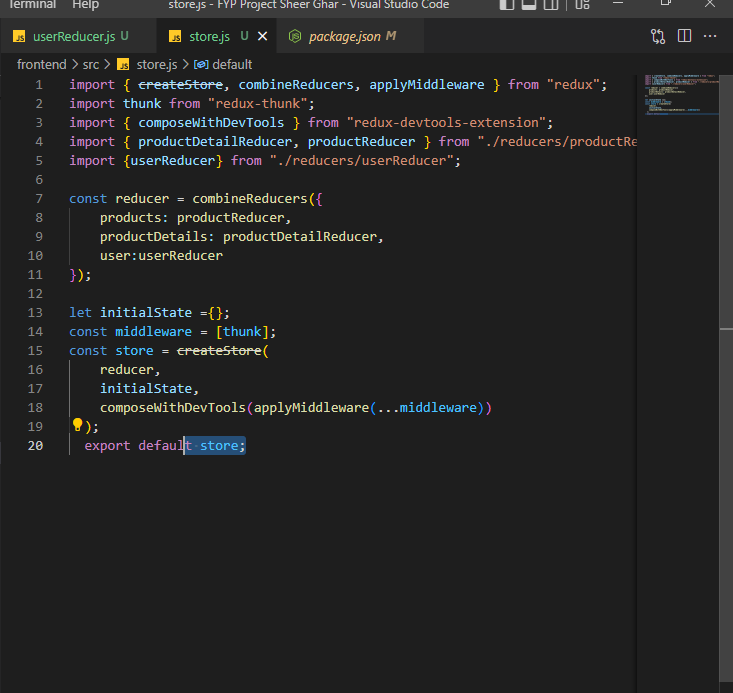 Terminal Help store.js - FYP Project Sheer Ghar - Visual Studio Code
JS userReducer.js U JS store.js U package.json M
frontend > src > JS store.js > default
1 import { createStore, combineReducers, applyMiddleware } from "redux";
2 import thunk from "redux-thunk";
3 import { composeWithDevTools } from "redux-devtools-extension";
4 import { productDetailReducer, productReducer } from "./reducers/productRe
5 import {userReducer} from "./reducers/userReducer";
6
7 const reducer = combineReducers({
8 products: productReducer,
9 productDetails: productDetailReducer,
10 user:userReducer
11 });
12
13 let initialState ={};
14 const middleware = [thunk];
15 const store = createStore(
16 reducer,
17 initialState,
18 composeWithDevTools(applyMiddleware(...middleware))
19 );
20 export default store;